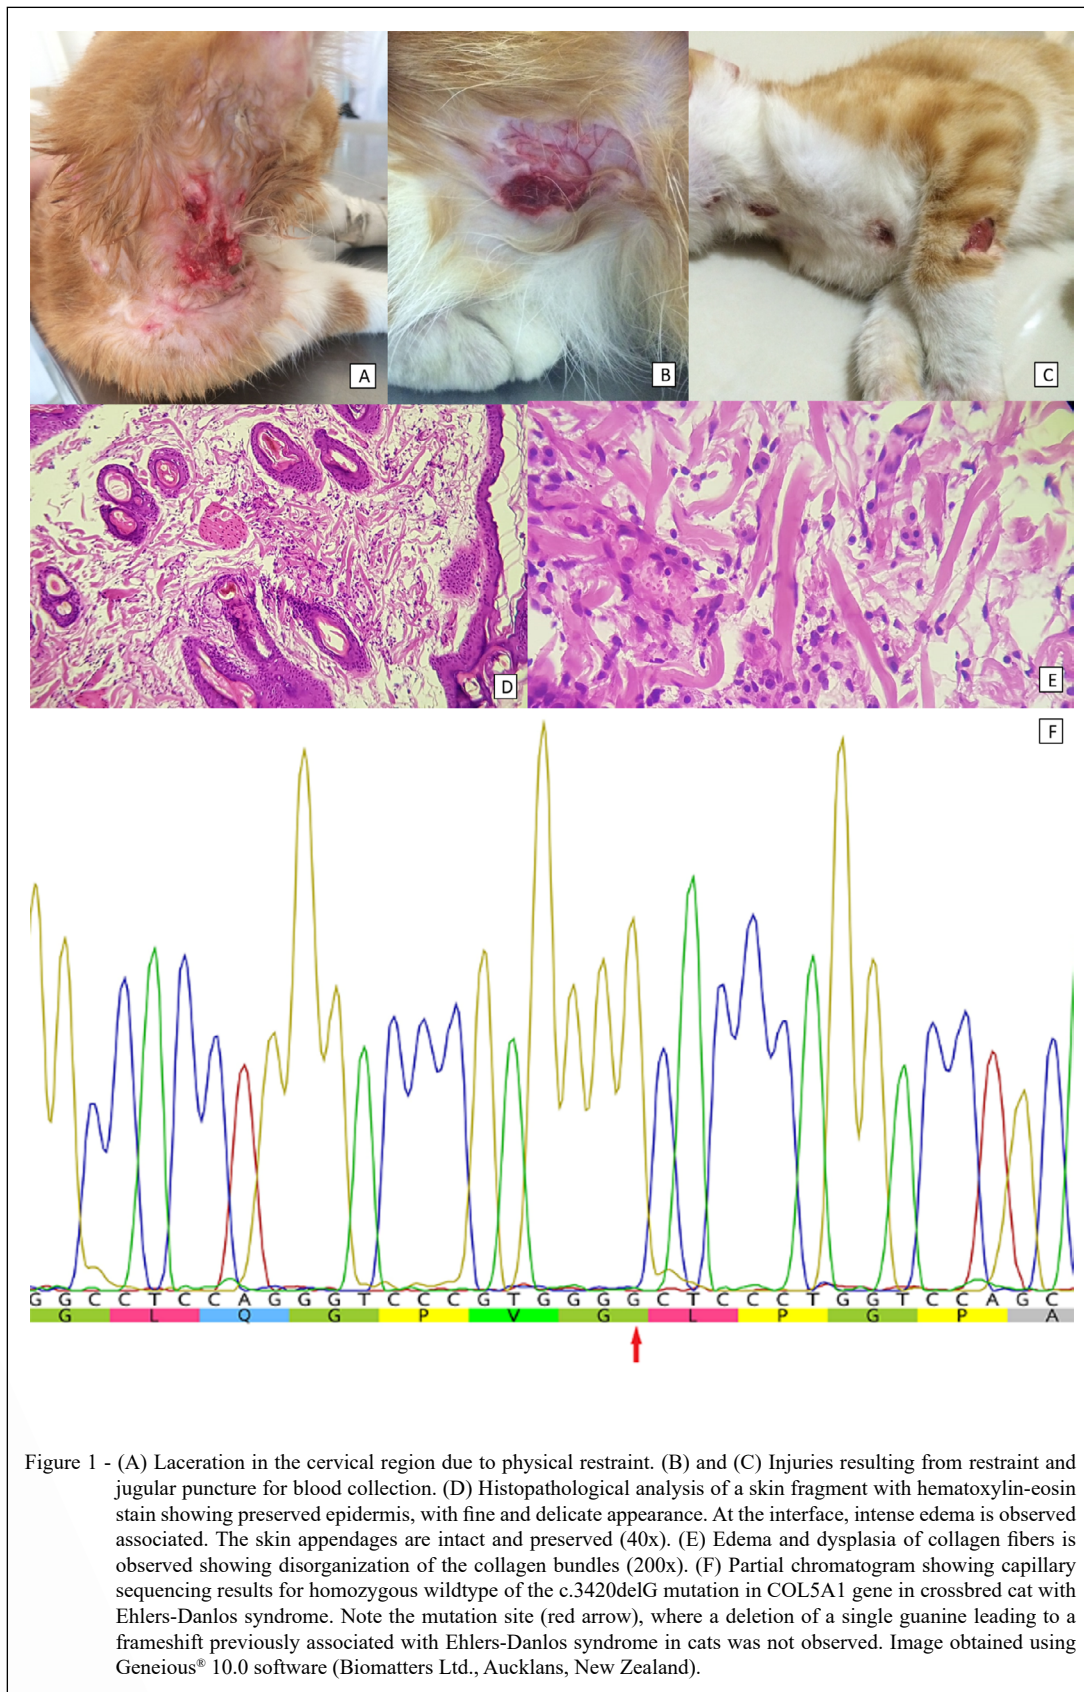 A
B
C
D
E
F
G G C C T C C A G G G T C C C G T G G G G C T C C C T G G T C C A G C
G L Q G P V G L P G P A
Figure 1 - (A) Laceration in the cervical region due to physical restraint. (B) and (C) Injuries resulting from restraint and
jugular puncture for blood collection. (D) Histopathological analysis of a skin fragment with hematoxylin-eosin
stain showing preserved epidermis, with fine and delicate appearance. At the interface, intense edema is observed
associated. The skin appendages are intact and preserved (40x). (E) Edema and dysplasia of collagen fibers is
observed showing disorganization of the collagen bundles (200x). (F) Partial chromatogram showing capillary
sequencing results for homozygous wildtype of the c.3420delG mutation in COL5A1 gene in crossbred cat with
Ehlers-Danlos syndrome. Note the mutation site (red arrow), where a deletion of a single guanine leading to a
frameshift previously associated with Ehlers-Danlos syndrome in cats was not observed. Image obtained using
Geneious® 10.0 software (Biomatters Ltd., Aucklans, New Zealand).